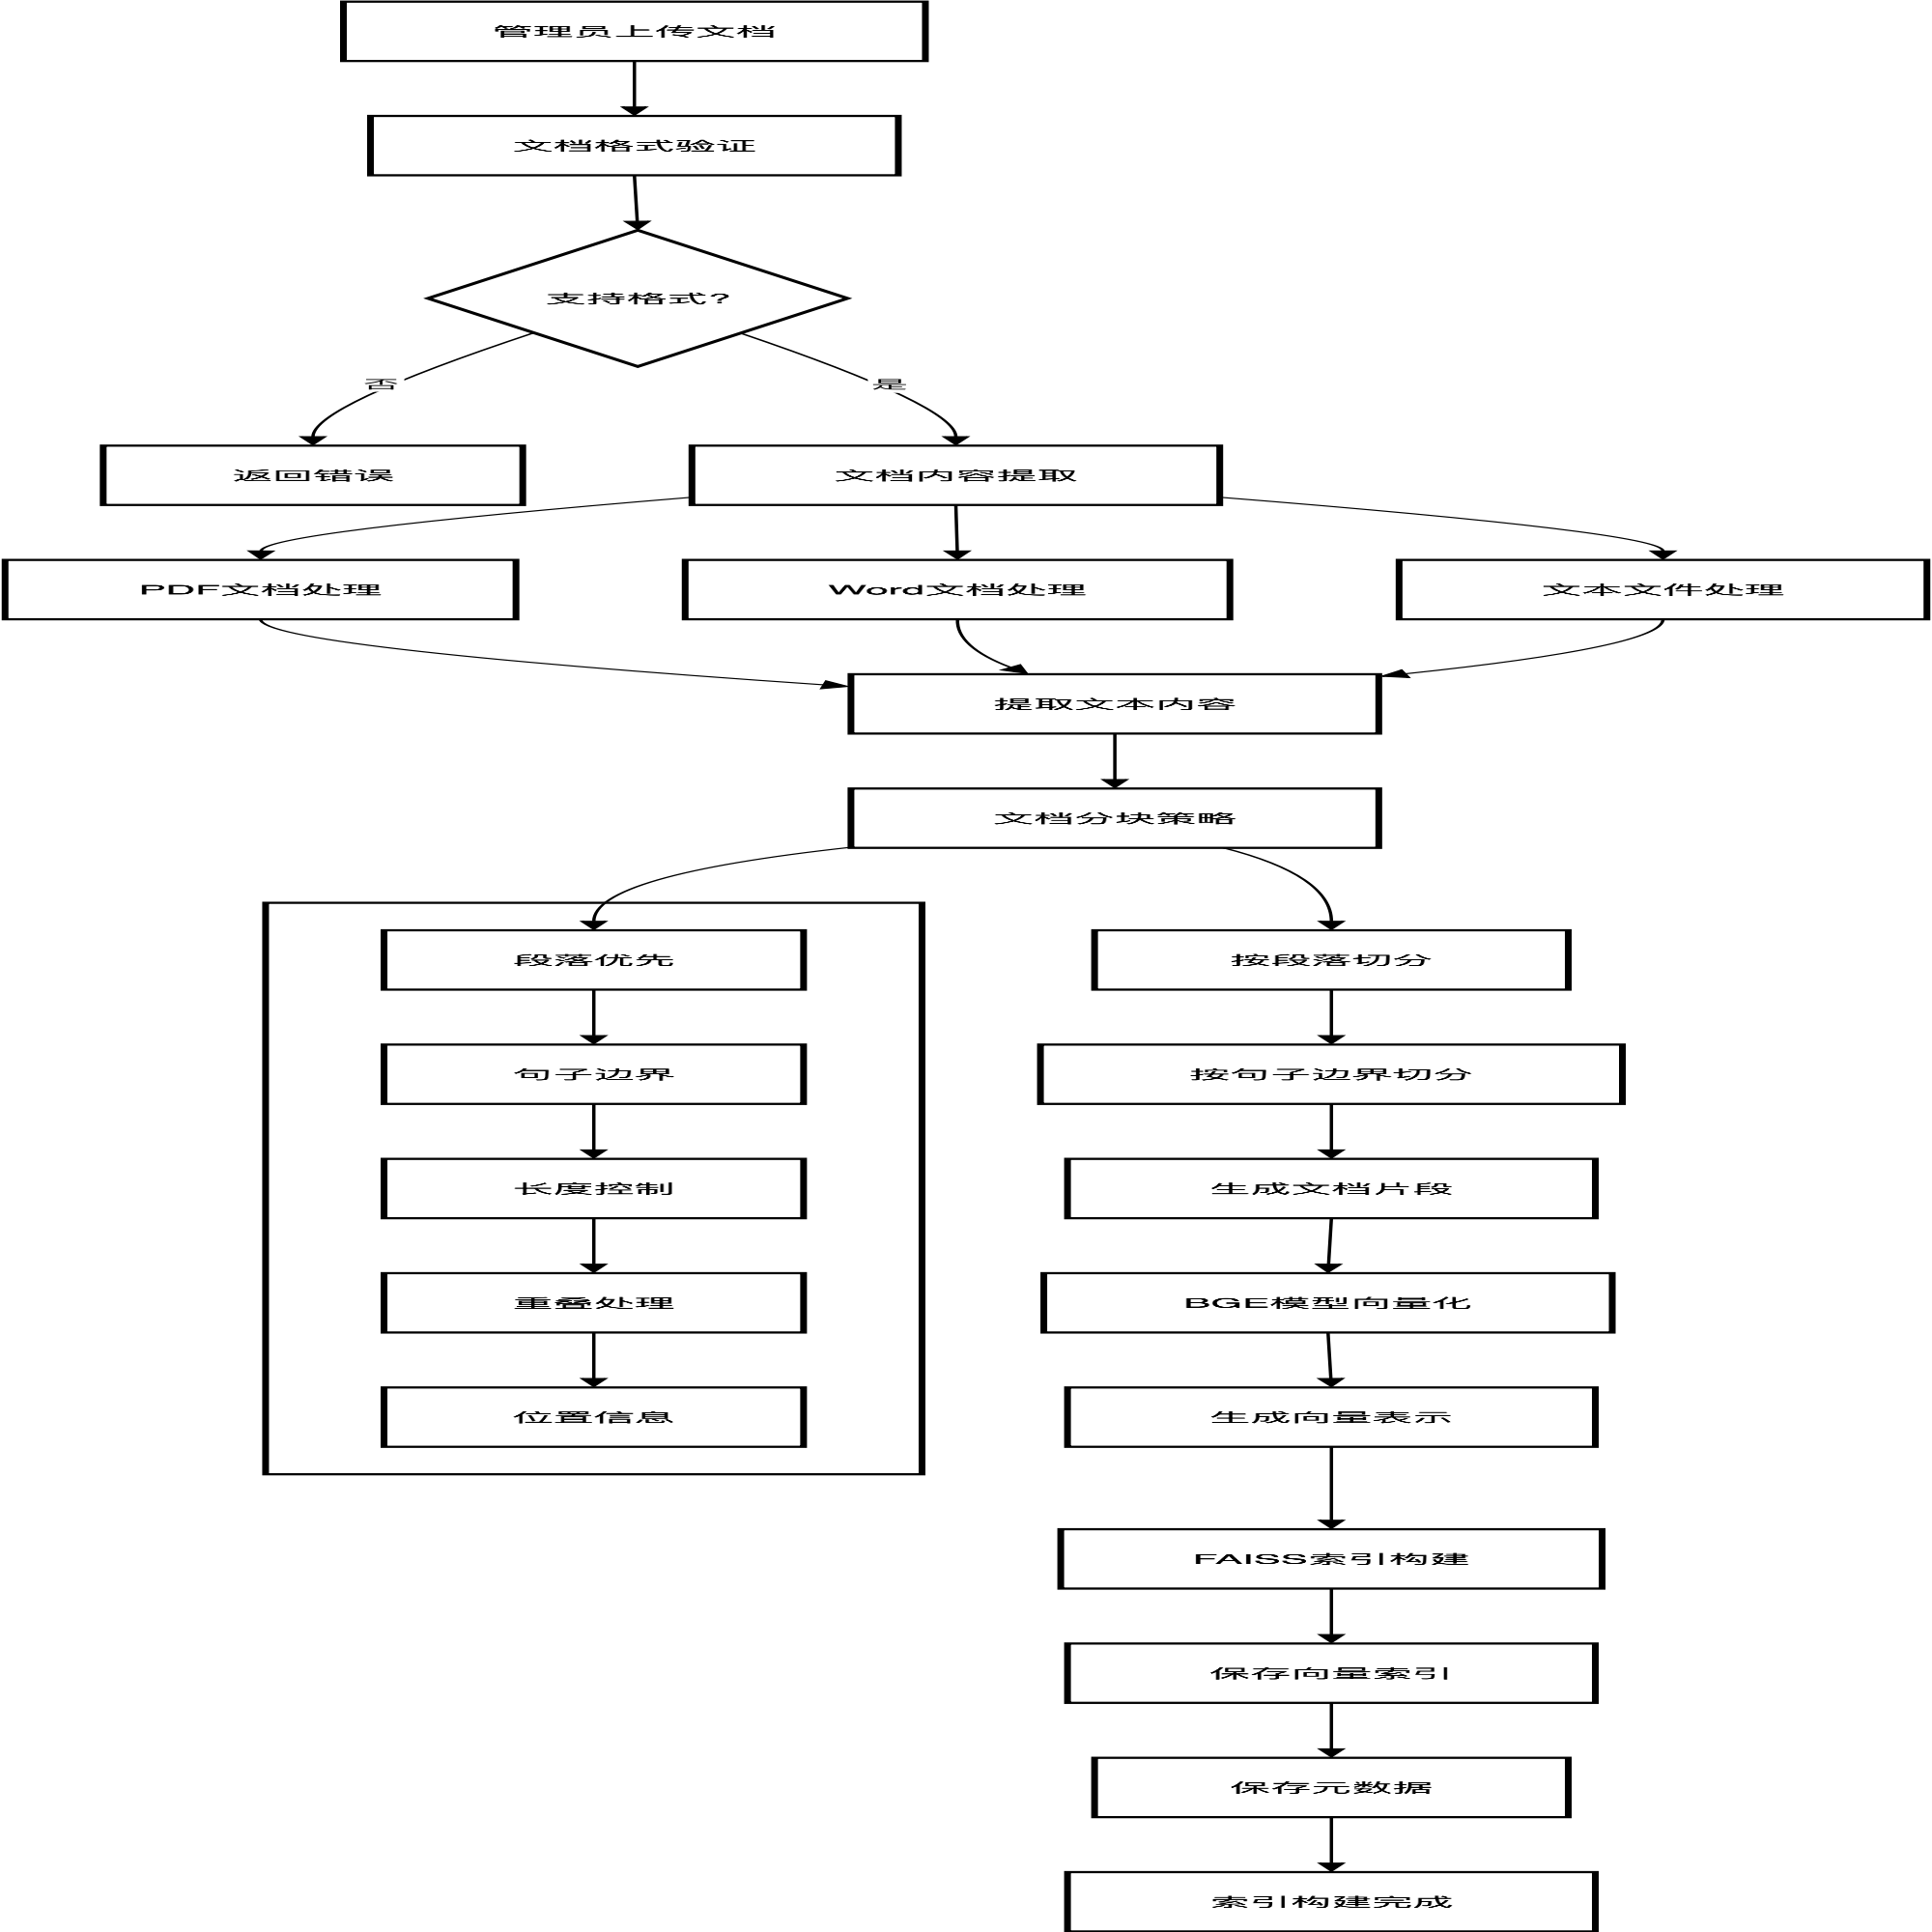 管理员上传文档
文档格式验证
支持格式?
否
是
返回错误
文档内容提取
PDF文档处理
Word文档处理
文本文件处理
提取文本内容
文档分块策略
段落优先
按段落切分
句子边界
按句子边界切分
长度控制
生成文档片段
重叠处理
BGE模型向量化
位置信息
生成向量表示
FAISS索引构建
保存向量索引
保存元数据
索引构建完成